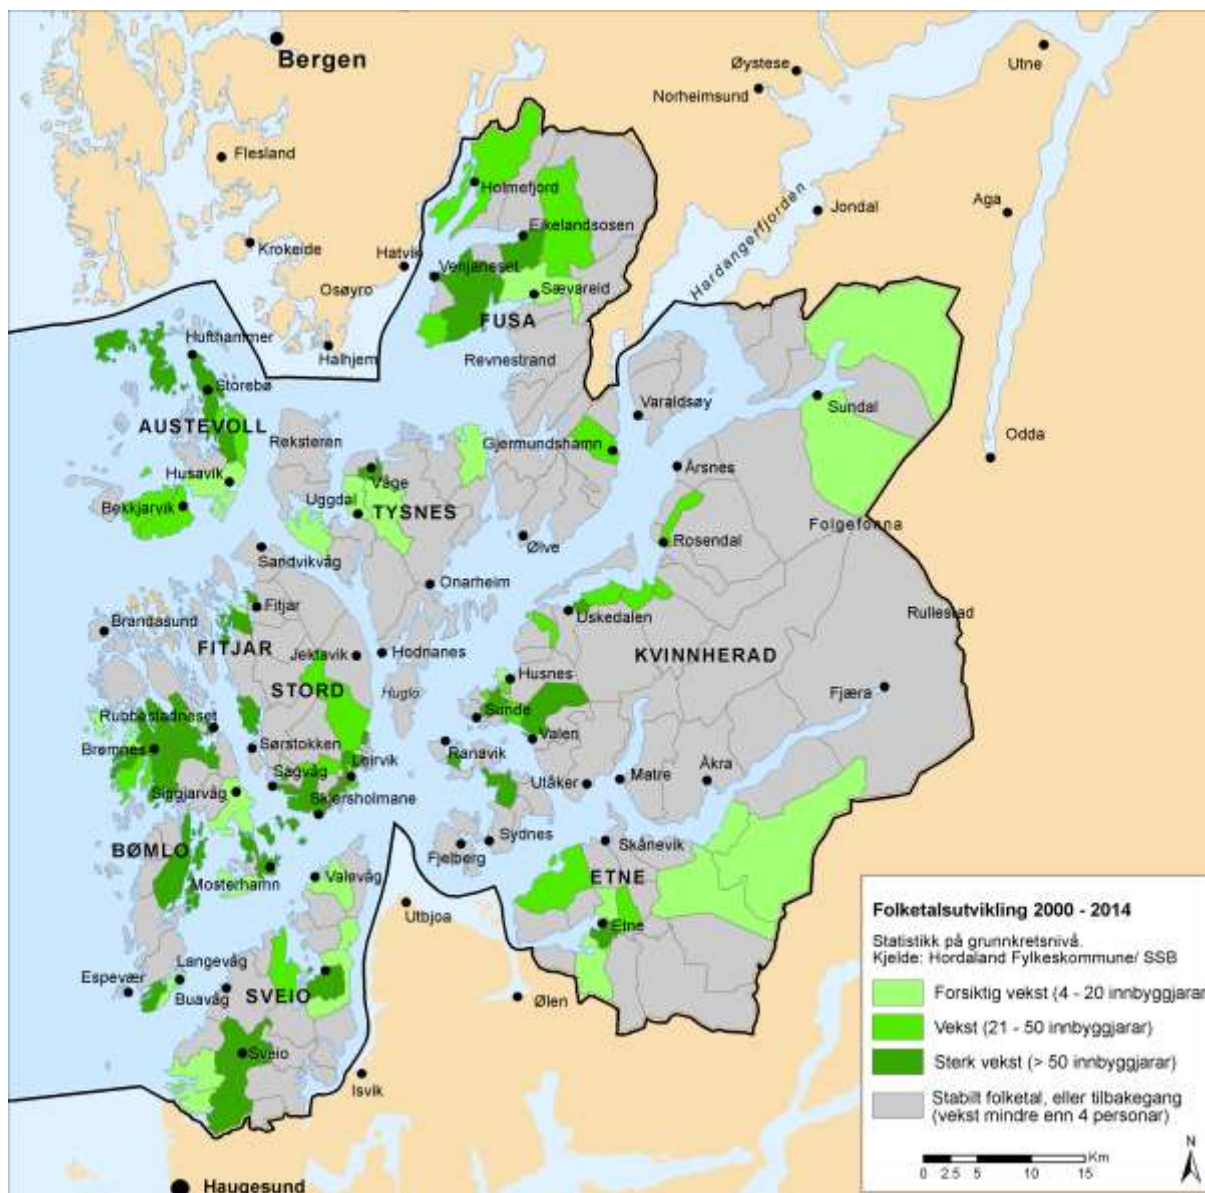 Bergen
Øystese
Utne
Norheimsund
Flesland
Holmefjord
Hardangerfjorden
Jondal
Aga
Eikelandsosen
Krokeide
Hatvik
Venjaneset
Osøyro
Sævareid
FUSA
Hufthammer
Halhjem
Revnestrand
Storebø
Sundal
Varaldsøy
AUSTEVOLL
Reksteren
Gjermundshamn
Odda
Husavik
Årsnes
Våge
Bekkjarvik
Uggdal
TYSNES
Folgefonna
Ølve
Rosendal
Sandvikvåg
Onarheim
Fitjar
Uskedalen
Rullestad
Brandasund
FITJAR
Jektavik
Hodnanes
KVINNHERAD
Husnes
STORD
Huglo
Fjæra
Rubbestadneset
Sunde
Bremnes
Sørstokken
Ranavik
Valen
Leirvik
Sagvåg
Utåker
Matre
Åkra
Siggjarvåg
Skjersholmane
BØMLO
Sydnes
Skånevik
Fjelberg
Mosterhamn
Valevåg
ETNE
Utbjoa
Etne
Langevåg
Espevær
Buavåg
SVEIO
Ølen
Sveio
Isvik
Haugesund
Folketalsutvikling 2000 - 2014
Statistikk på grunnkretsnivå.
Kjelde: Hordaland Fylkeskommune/ SSB
Forsiktig vekst (4 - 20 innbyggjarar
Vekst (21 - 50 innbyggjarar)
Sterk vekst (> 50 innbyggjarar)
Stabilt folketal, eller tilbakegang
(vekst mindre enn 4 personar)
N
Km
0 2.5 5 10 15